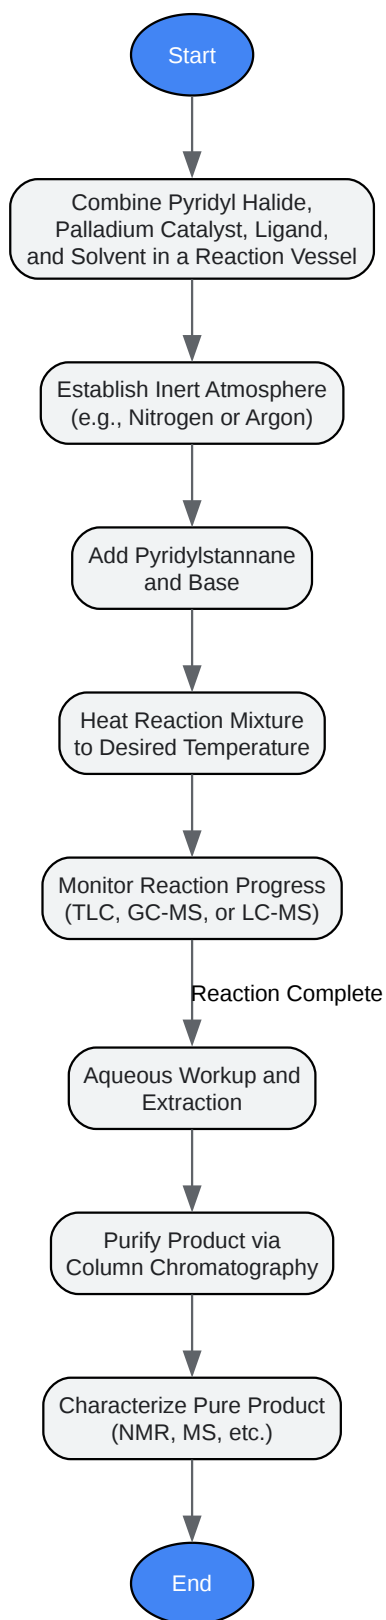 Start
Combine Pyridyl Halide,
Palladium Catalyst, Ligand,
and Solvent in a Reaction Vessel
Establish Inert Atmosphere
(e.g., Nitrogen or Argon)
Add Pyridylstannane
and Base
Heat Reaction Mixture
to Desired Temperature
Monitor Reaction Progress
(TLC, GC-MS, or LC-MS)
Reaction Complete
Aqueous Workup and
Extraction
Purify Product via
Column Chromatography
Characterize Pure Product
(NMR, MS, etc.)
End